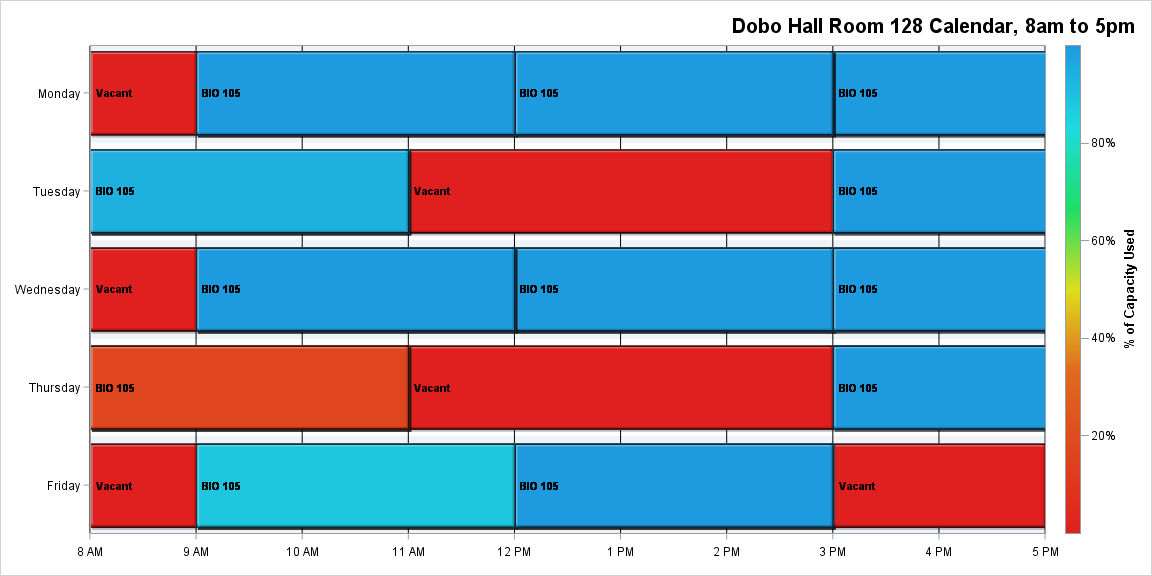 Dobo Hall Room 128 Calendar, 8am to 5pm
Monday
Vacant
BIO 105
BIO 105
BIO 105
Tuesday
BIO 105
Vacant
BIO 105
Wednesday
Vacant
BIO 105
BIO 105
BIO 105
Thursday
BIO 105
Vacant
BIO 105
Friday
Vacant
BIO 105
BIO 105
Vacant
8 AM
9 AM
10 AM
11 AM
12 PM
1 PM
2 PM
3 PM
4 PM
5 PM
80%
60%
40%
20%
% of Capacity Used